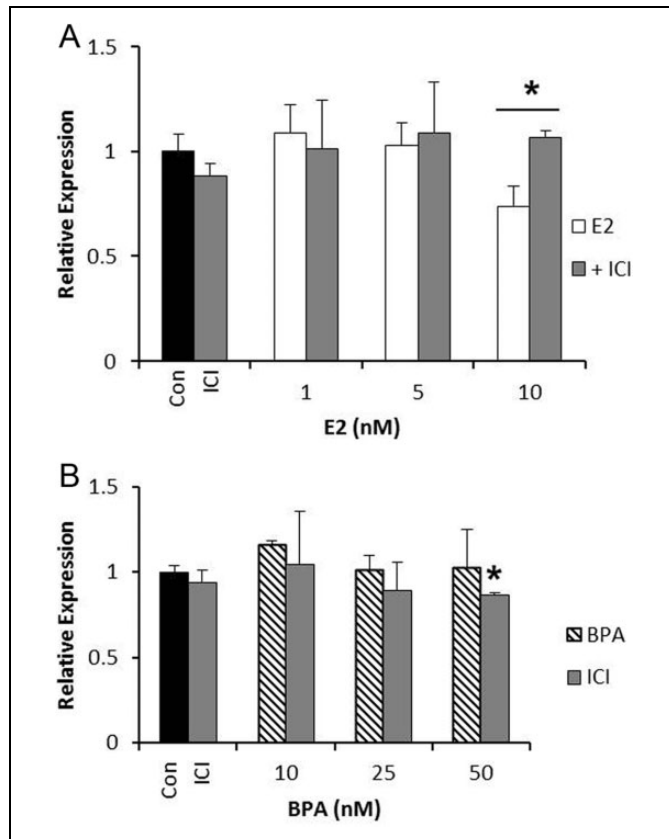 A
1.5
1
0.5
0
Relative Expression
*
E2
+ ICI
Con
ICI
1 5 10
E2 (nM)
B
1.5
1
0.5
0
Relative Expression
*
BPA
ICI
Con
ICI
10 25 50
BPA (nM)